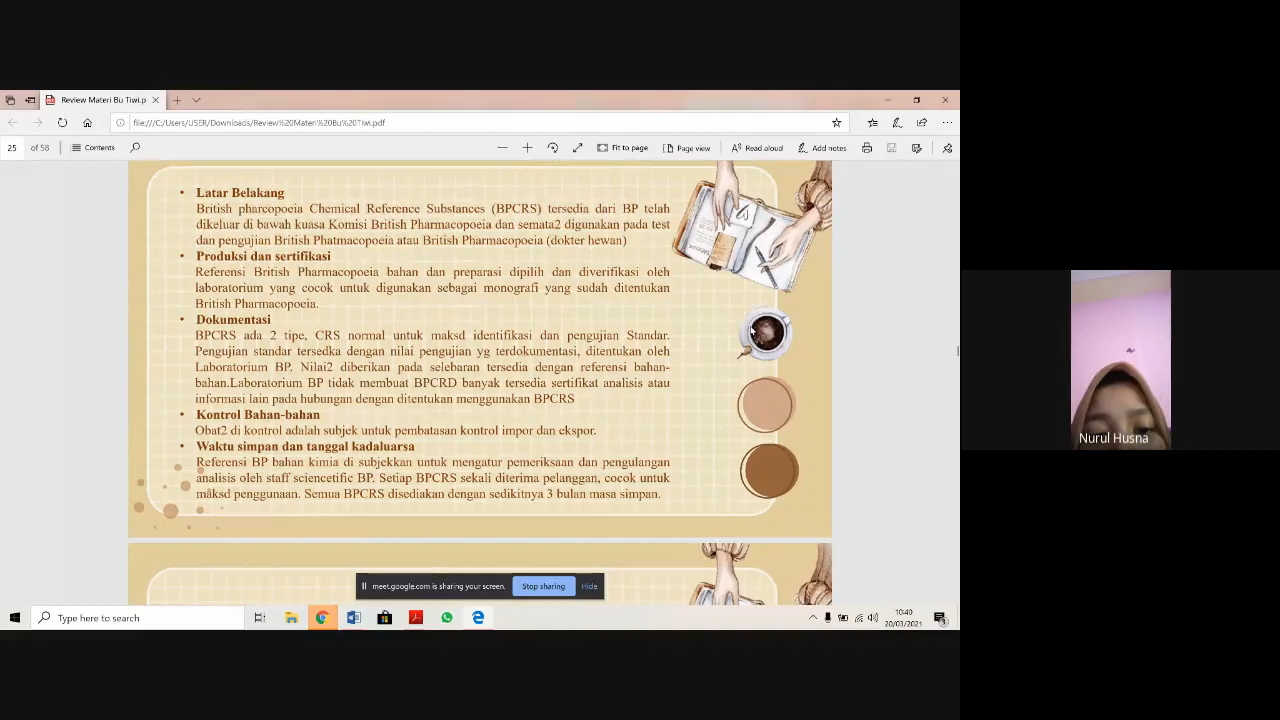 Review Materi Bu Tiwi.p
file:///C:/Users/USER/Downloads/Review%20Materi%20Bu%20Tiwi.pdf
25 of 58
Contents
Fit to page
Page view
Read aloud
Add notes
• Latar Belakang
British pharcopoeia Chemical Reference Substances (BPCRS) tersedia dari BP telah
dikeluar di bawah kuasa Komisi British Pharmacopoeia dan semata2 digunakan pada test
dan pengujian British Phatmacopoeia atau British Pharmacopoeia (dokter hewan)
• Produksi dan sertifikasi
Referensi British Pharmacopoeia bahan dan preparasi dipilih dan diverifikasi oleh
laboratorium yang cocok untuk digunakan sebagai monografi yang sudah ditentukan
British Pharmacopoeia.
• Dokumentasi
BPCRS ada 2 tipe, CRS normal untuk maksd identifikasi dan pengujian Standar.
Pengujian standar tersedka dengan nilai pengujian yg terdokumentasi, ditentukan oleh
Laboratorium BP. Nilai2 diberikan pada selebaran tersedia dengan referensi bahan-
bahan.Laboratorium BP tidak membuat BPCRD banyak tersedia sertifikat analisis atau
informasi lain pada hubungan dengan ditentukan menggunakan BPCRS
• Kontrol Bahan-bahan
Obat2 di kontrol adalah subjek untuk pembatasan kontrol impor dan ekspor.
• Waktu simpan dan tanggal kadaluarsa
Referensi BP bahan kimia di subjekkan untuk mengatur pemeriksaan dan pengulangan
analisis oleh staff sciencetific BP. Setiap BPCRS sekali diterima pelanggan, cocok untuk
maksd penggunaan. Semua BPCRS disediakan dengan sedikitnya 3 bulan masa simpan.
meet.google.com is sharing your screen.
Stop sharing
Hide
Type here to search
10:40
20/03/2021
Nurul Husna